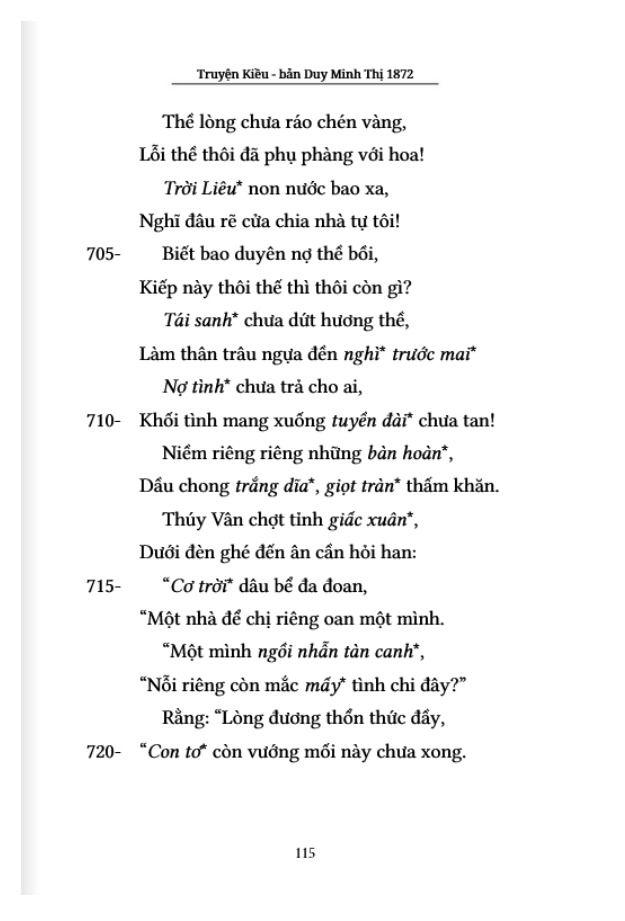 Truyện Kiều - bản Duy Minh Thị 1872
Thề lòng chưa ráo chén vàng,
Lỗi thề thôi đã phụ phàng với hoa!
Trời Liêu* non nước bao xa,
Nghĩ đâu rẽ cửa chia nhà tự tôi!
705- Biết bao duyên nợ thề bồi,
Kiếp này thôi thế thì thôi còn gì?
Tái sanh* chưa dứt hương thề,
Làm thân trâu ngựa đền nghì* trước mai*
Nợ tình* chưa trả cho ai,
710- Khối tình mang xuống tuyền đài* chưa tan!
Niềm riêng riêng những bàn hoàn*,
Dầu chong trắng dĩa*, giọt tràn* thấm khăn.
Thúy Vân chợt tỉnh giấc xuân*,
Dưới đèn ghé đến ân cần hỏi han:
715- “Cơ trời* dâu bể đa đoan,
“Một nhà để chị riêng oan một mình.
“Một mình ngồi nhẫn tàn canh*,
“Nỗi riêng còn mắc mấy* tình chi đây?”
Rằng: “Lòng đương thổn thức đầy,
720- “Con tơ* còn vướng mối này chưa xong.
115